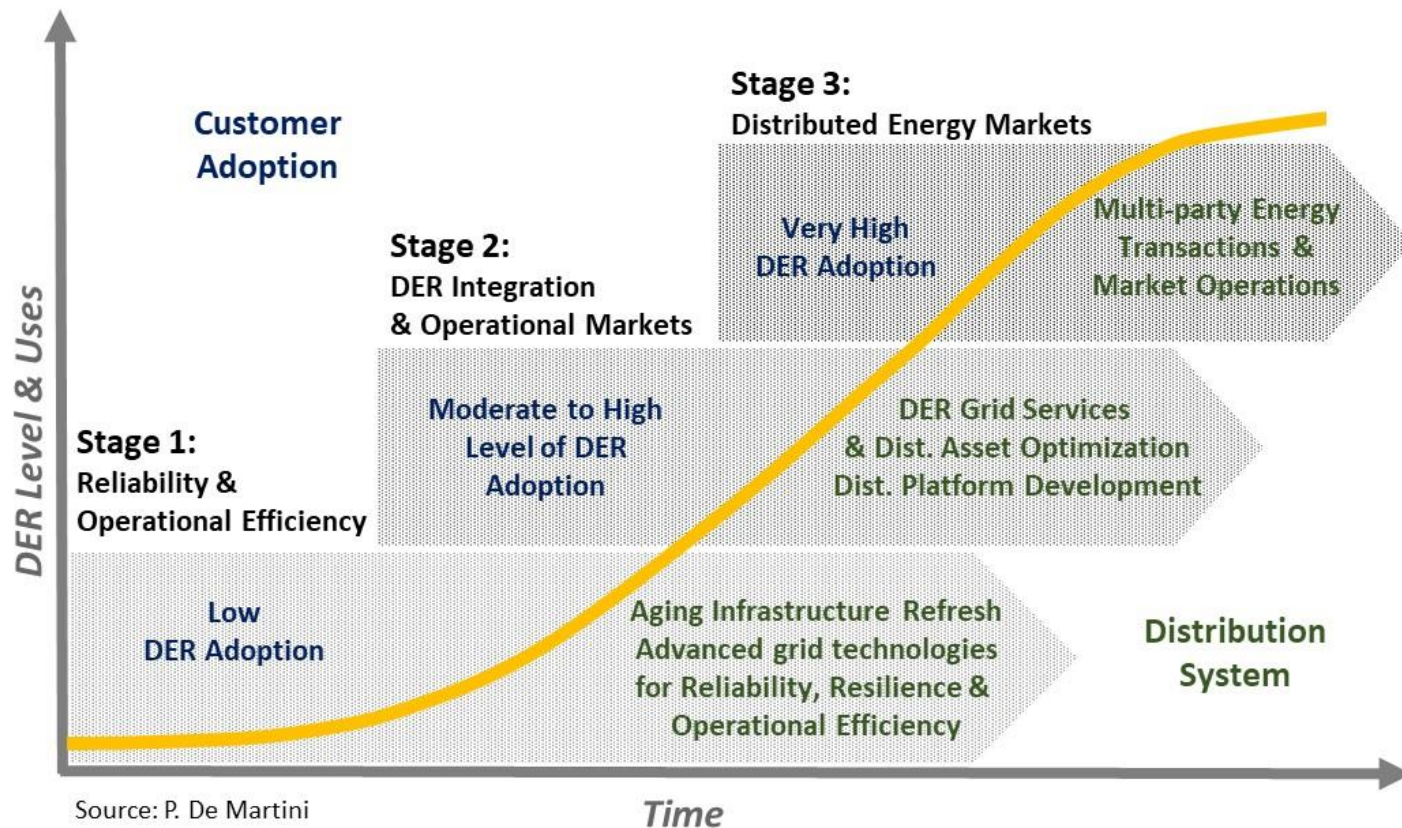 Customer
Adoption
Stage 3:
Distributed Energy Markets
Very High
DER Adoption
Multi-party Energy
Transactions &
Market Operations
Stage 2:
DER Integration
& Operational Markets
Moderate to High
Level of DER
Adoption
DER Grid Services
& Dist. Asset Optimization
Dist. Platform Development
Stage 1:
Reliability &
Operational Efficiency
Low
DER Adoption
Aging Infrastructure Refresh
Advanced grid technologies
for Reliability, Resilience &
Operational Efficiency
Distribution
System
DER Level & Uses
Time
Source: P. De Martini